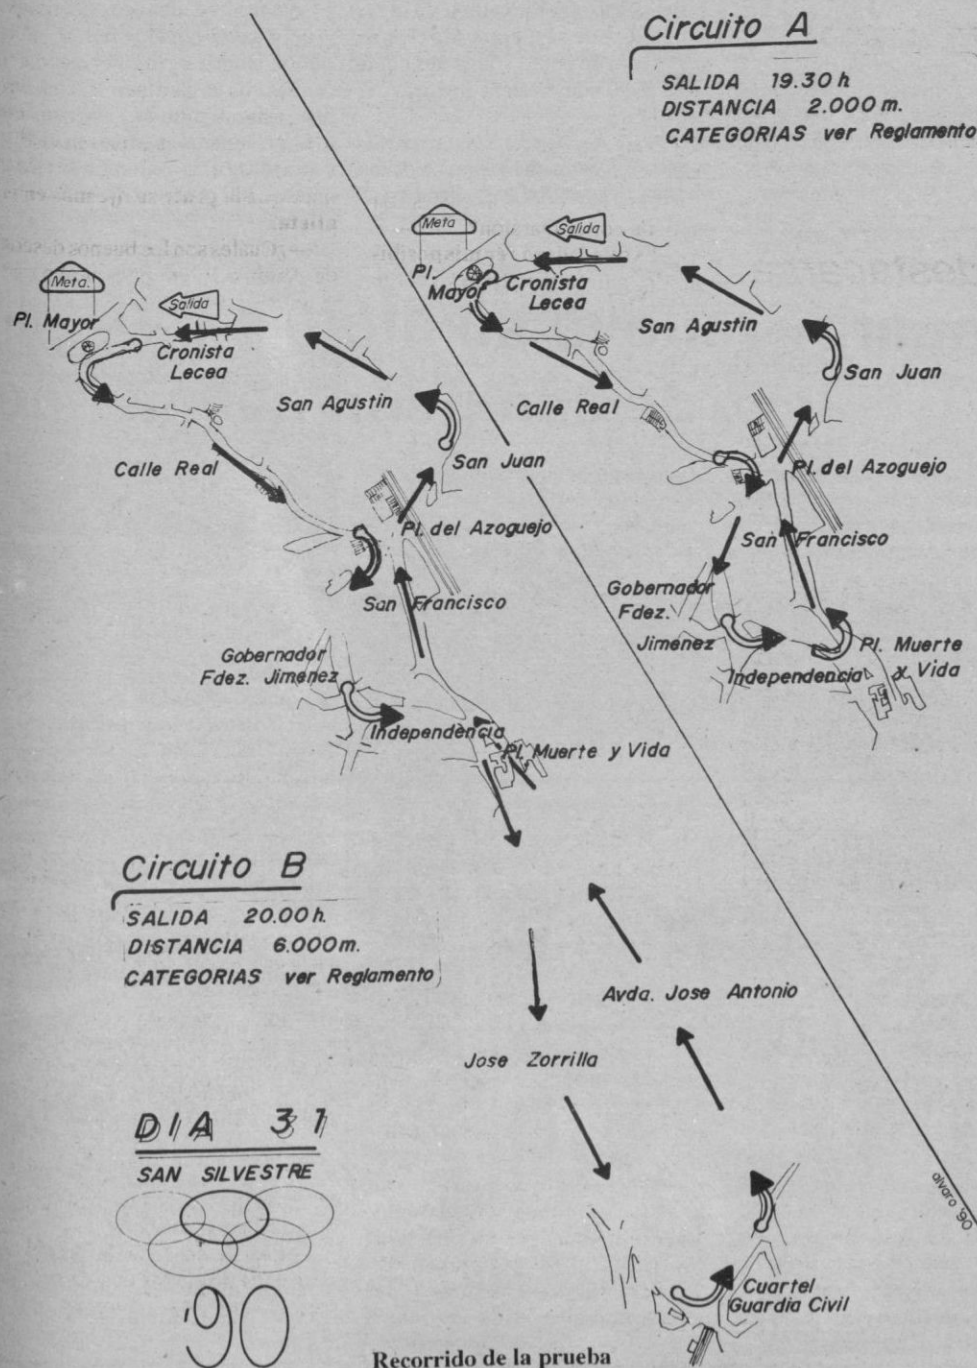 Circuito A
SALIDA 19.30 h
DISTANCIA 2.000 m.
CATEGORIAS ver Reglamento
Meta
Salida
Pl. Mayor
Cronista
Lecea
San Agustin
San Juan
Calle Real
Pl. del Azoguejo
San Francisco
Gobernador
Fdez.
Jimenez
Independencia
Pl. Muerte
y Vida
Meta.
Salida
Pl. Mayor
Cronista
Lecea
San Agustin
San Juan
Calle Real
Pl. del Azoguejo
San Francisco
Gobernador
Fdez. Jimenez
Independencia
Pl. Muerte y Vida
Circuito B
SALIDA 20.00 h.
DISTANCIA 6.000 m.
CATEGORIAS ver Reglamento
Avda. Jose Antonio
Jose Zorrilla
Cuartel
Guardia Civil
alvaro '90
DIA 31
SAN SILVESTRE
'90
Recorrido de la prueba